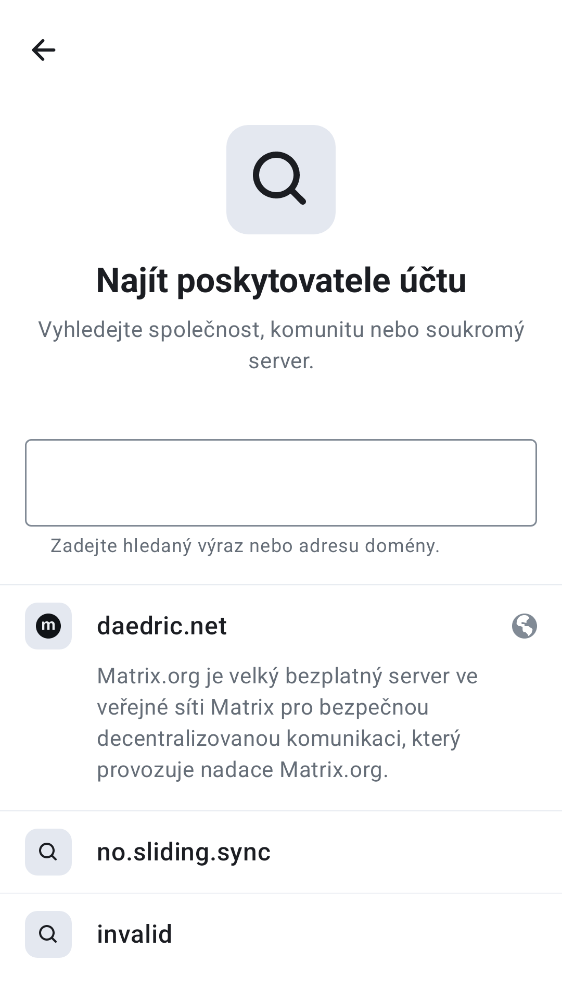 Najít poskytovatele účtu
Vyhledejte společnost, komunitu nebo soukromý
server.
Zadejte hledaný výraz nebo adresu domény.
m
daedric.net
Matrix.org je velký bezplatný server ve
veřejné síti Matrix pro bezpečnou
decentralizovanou komunikaci, který
provozuje nadace Matrix.org.
no.sliding.sync
invalid